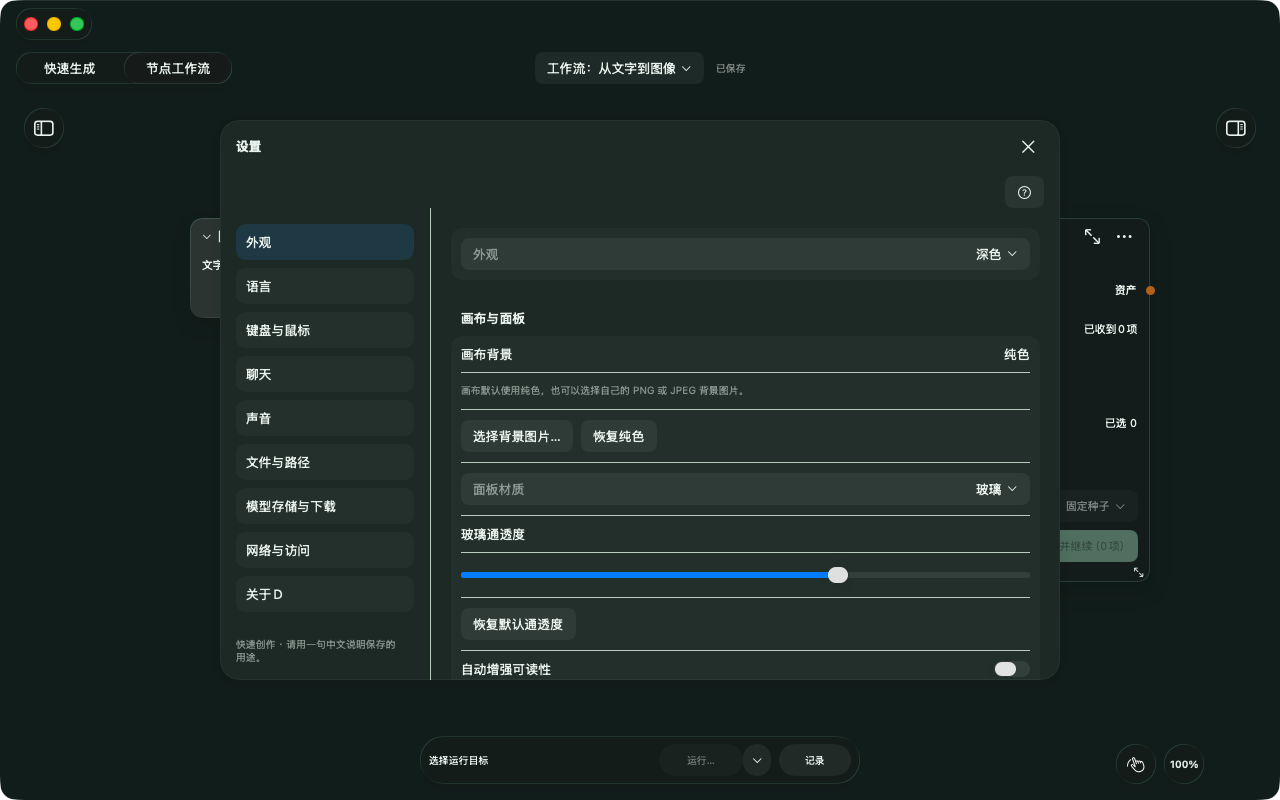 快速生成
节点工作流
工作流：从文字到图像
已保存
设置
外观
语言
键盘与鼠标
聊天
声音
文件与路径
模型存储与下载
网络与访问
关于 D
快速创作 · 请用一句中文说明保存的
用途。
外观
深色
画布与面板
画布背景
纯色
画布默认使用纯色，也可以选择自己的 PNG 或 JPEG 背景图片。
选择背景图片...
恢复纯色
面板材质
玻璃
玻璃通透度
恢复默认通透度
自动增强可读性
文字
资产
已收到 0 项
已选 0
固定种子
并继续 (0 项)
选择运行目标
运行...
记录
100%